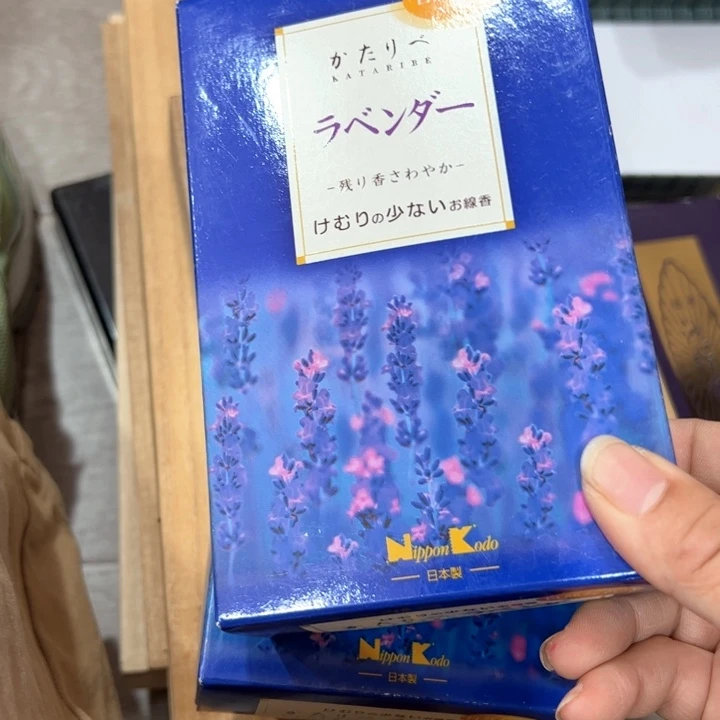 かたりべ
KATARIBE
ラベンダー
-残り香さわやか-
けむりの少ないお線香
Nippon Kodo
日本製
Nippon Kodo
日本製